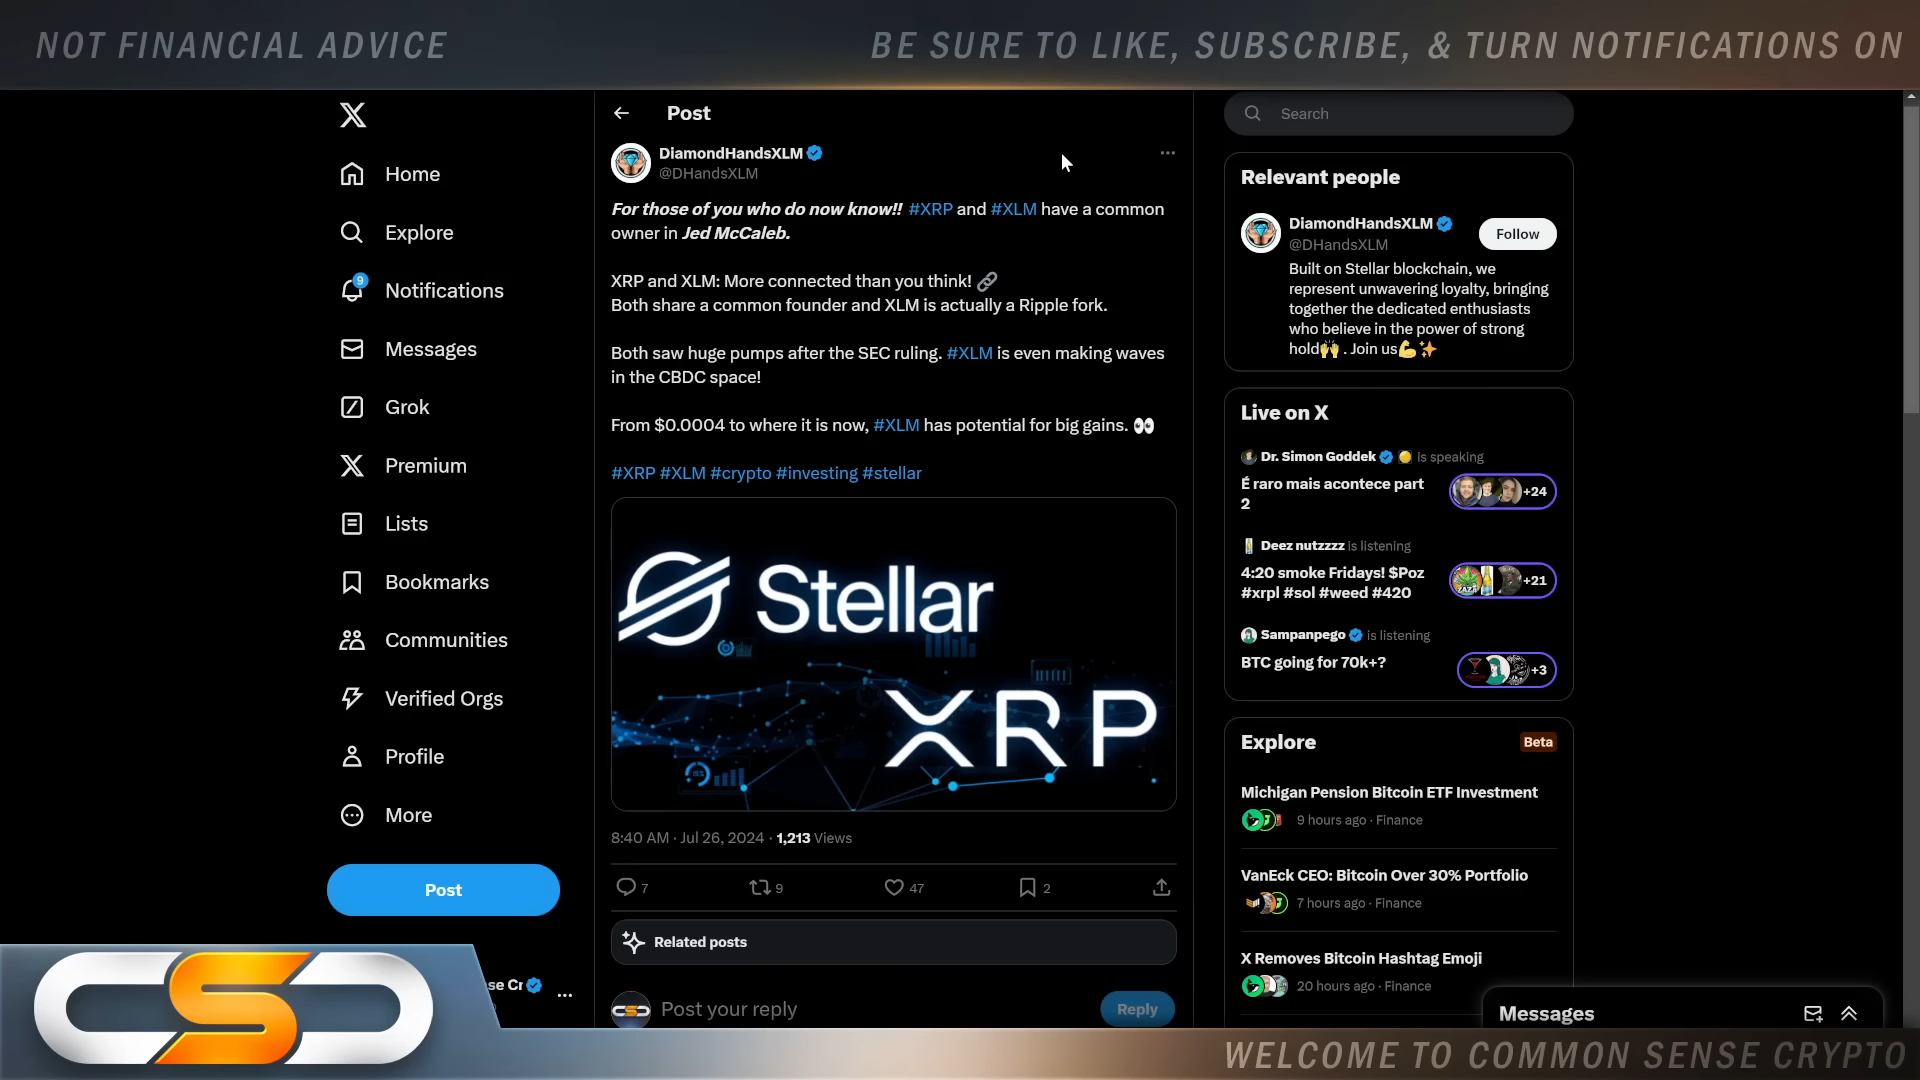 NOT FINANCIAL ADVICE
BE SURE TO LIKE, SUBSCRIBE, & TURN NOTIFICATIONS ON
Home
Explore
9
Notifications
Messages
Grok
Premium
Lists
Bookmarks
Communities
Verified Orgs
Profile
More
Post
se Cr
Post
DiamondHandsXLM
@DHandsXLM
For those of you who do now know!! #XRP and #XLM have a common
owner in Jed McCaleb.
XRP and XLM: More connected than you think! 🔗
Both share a common founder and XLM is actually a Ripple fork.
Both saw huge pumps after the SEC ruling. #XLM is even making waves
in the CBDC space!
From $0.0004 to where it is now, #XLM has potential for big gains. 👀
#XRP #XLM #crypto #investing #stellar
Stellar
XRP
8:40 AM · Jul 26, 2024 · 1,213 Views
7
9
47
2
Related posts
Post your reply
Reply
Search
Relevant people
DiamondHandsXLM
@DHandsXLM
Follow
Built on Stellar blockchain, we
represent unwavering loyalty, bringing
together the dedicated enthusiasts
who believe in the power of strong
hold🙌 . Join us💪✨
Live on X
Dr. Simon Goddek is speaking
É raro mais acontece part
2
+24
Deez nutzzzz is listening
4:20 smoke Fridays! $Poz
#xrpl #sol #weed #420
+21
Sampanpego is listening
BTC going for 70k+?
+3
Explore
Beta
Michigan Pension Bitcoin ETF Investment
9 hours ago · Finance
VanEck CEO: Bitcoin Over 30% Portfolio
7 hours ago · Finance
X Removes Bitcoin Hashtag Emoji
20 hours ago · Finance
Messages
CSC
WELCOME TO COMMON SENSE CRYPTO